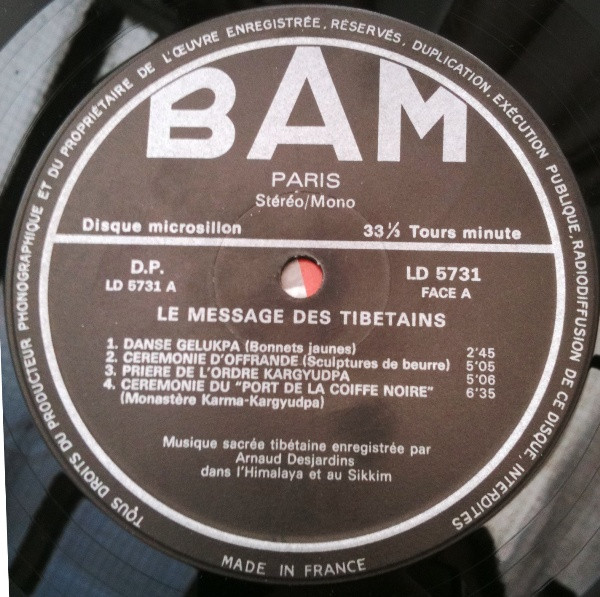 TOUS DROITS DU PRODUCTEUR PHONOGRAPHIQUE ET DU PROPRIÉTAIRE DE L'ŒUVRE ENREGISTRÉE, RÉSERVÉS, DUPLICATION, EXÉCUTION PUBLIQUE, RADIODIFFUSION DE CE DISQUE, INTERDITES
BAM
PARIS
Stéréo/Mono
Disque microsillon 33⅓ Tours minute
D.P. LD 5731
LD 5731 A FACE A
LE MESSAGE DES TIBETAINS
1. DANSE GELUKPA (Bonnets jaunes) 2'45
2. CEREMONIE D'OFFRANDE (Sculptures de beurre) 5'05
3. PRIERE DE L'ORDRE KARGYUDPA 5'06
4. CEREMONIE DU "PORT DE LA COIFFE NOIRE" 6'35
(Monastère Karma-Kargyudpa)
Musique sacrée tibétaine enregistrée par
Arnaud Desjardins
dans l'Himalaya et au Sikkim
MADE IN FRANCE